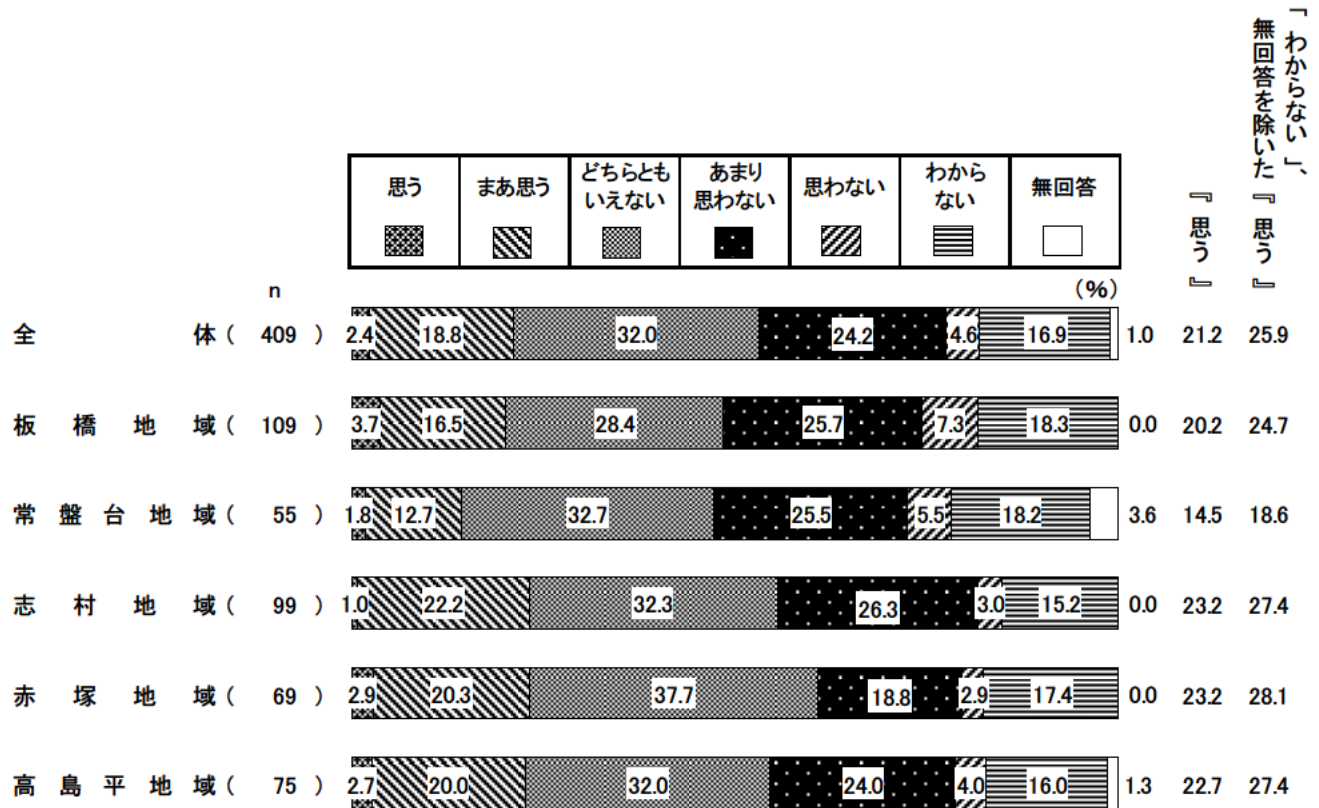 「わからない」、
無回答を除いた『思う』
『思う』
思う まあ思う どちらとも いえない あまり 思わない 思わない わから ない 無回答
n (%)
全体( 409 ) 2.4 18.8 32.0 24.2 4.6 16.9 1.0 21.2 25.9
板橋地域( 109 ) 3.7 16.5 28.4 25.7 7.3 18.3 0.0 20.2 24.7
常盤台地域( 55 ) 1.8 12.7 32.7 25.5 5.5 18.2 3.6 14.5 18.6
志村地域( 99 ) 1.0 22.2 32.3 26.3 3.0 15.2 0.0 23.2 27.4
赤塚地域( 69 ) 2.9 20.3 37.7 18.8 2.9 17.4 0.0 23.2 28.1
高島平地域( 75 ) 2.7 20.0 32.0 24.0 4.0 16.0 1.3 22.7 27.4